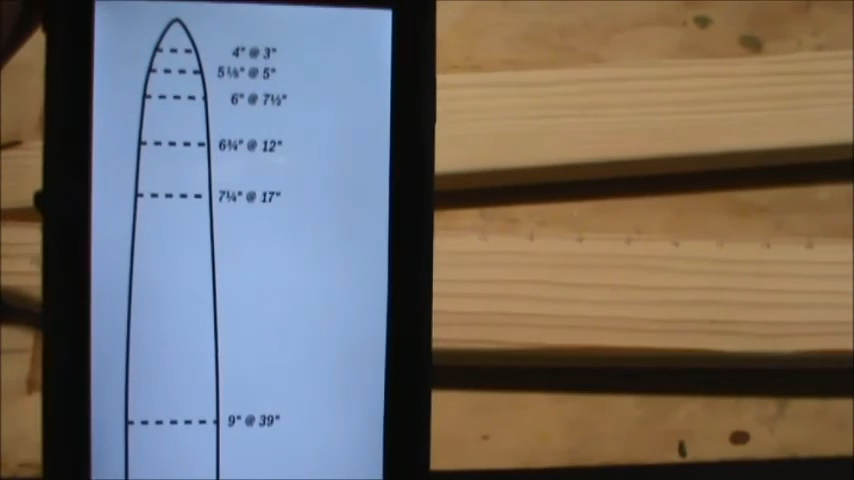 4" @ 3"
5⅛" @ 5"
6" @ 7½"
6¾" @ 12"
7¼" @ 17"
9" @ 39"